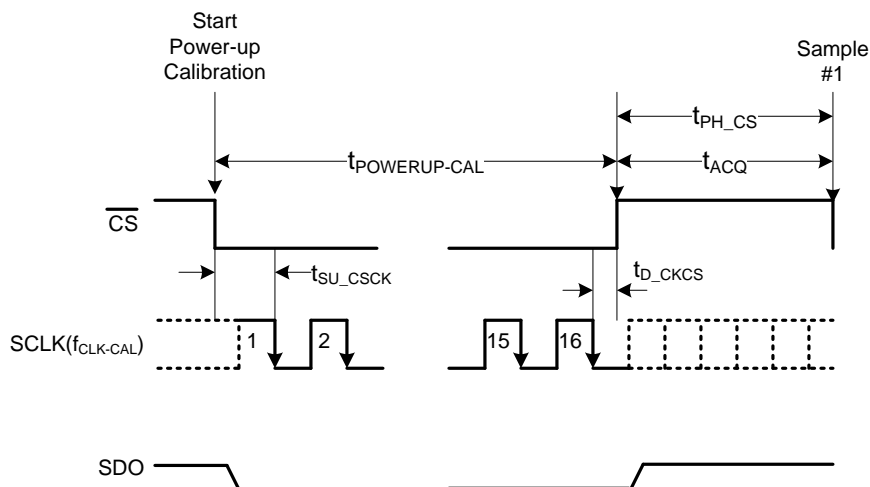 Start
Power-up
Calibration
Sample
#1
tPH_CS
tPOWERUP-CAL
tACQ
CS
tSU_CSCK
tD_CKCS
SCLK(fCLK-CAL)
1
2
15
16
SDO